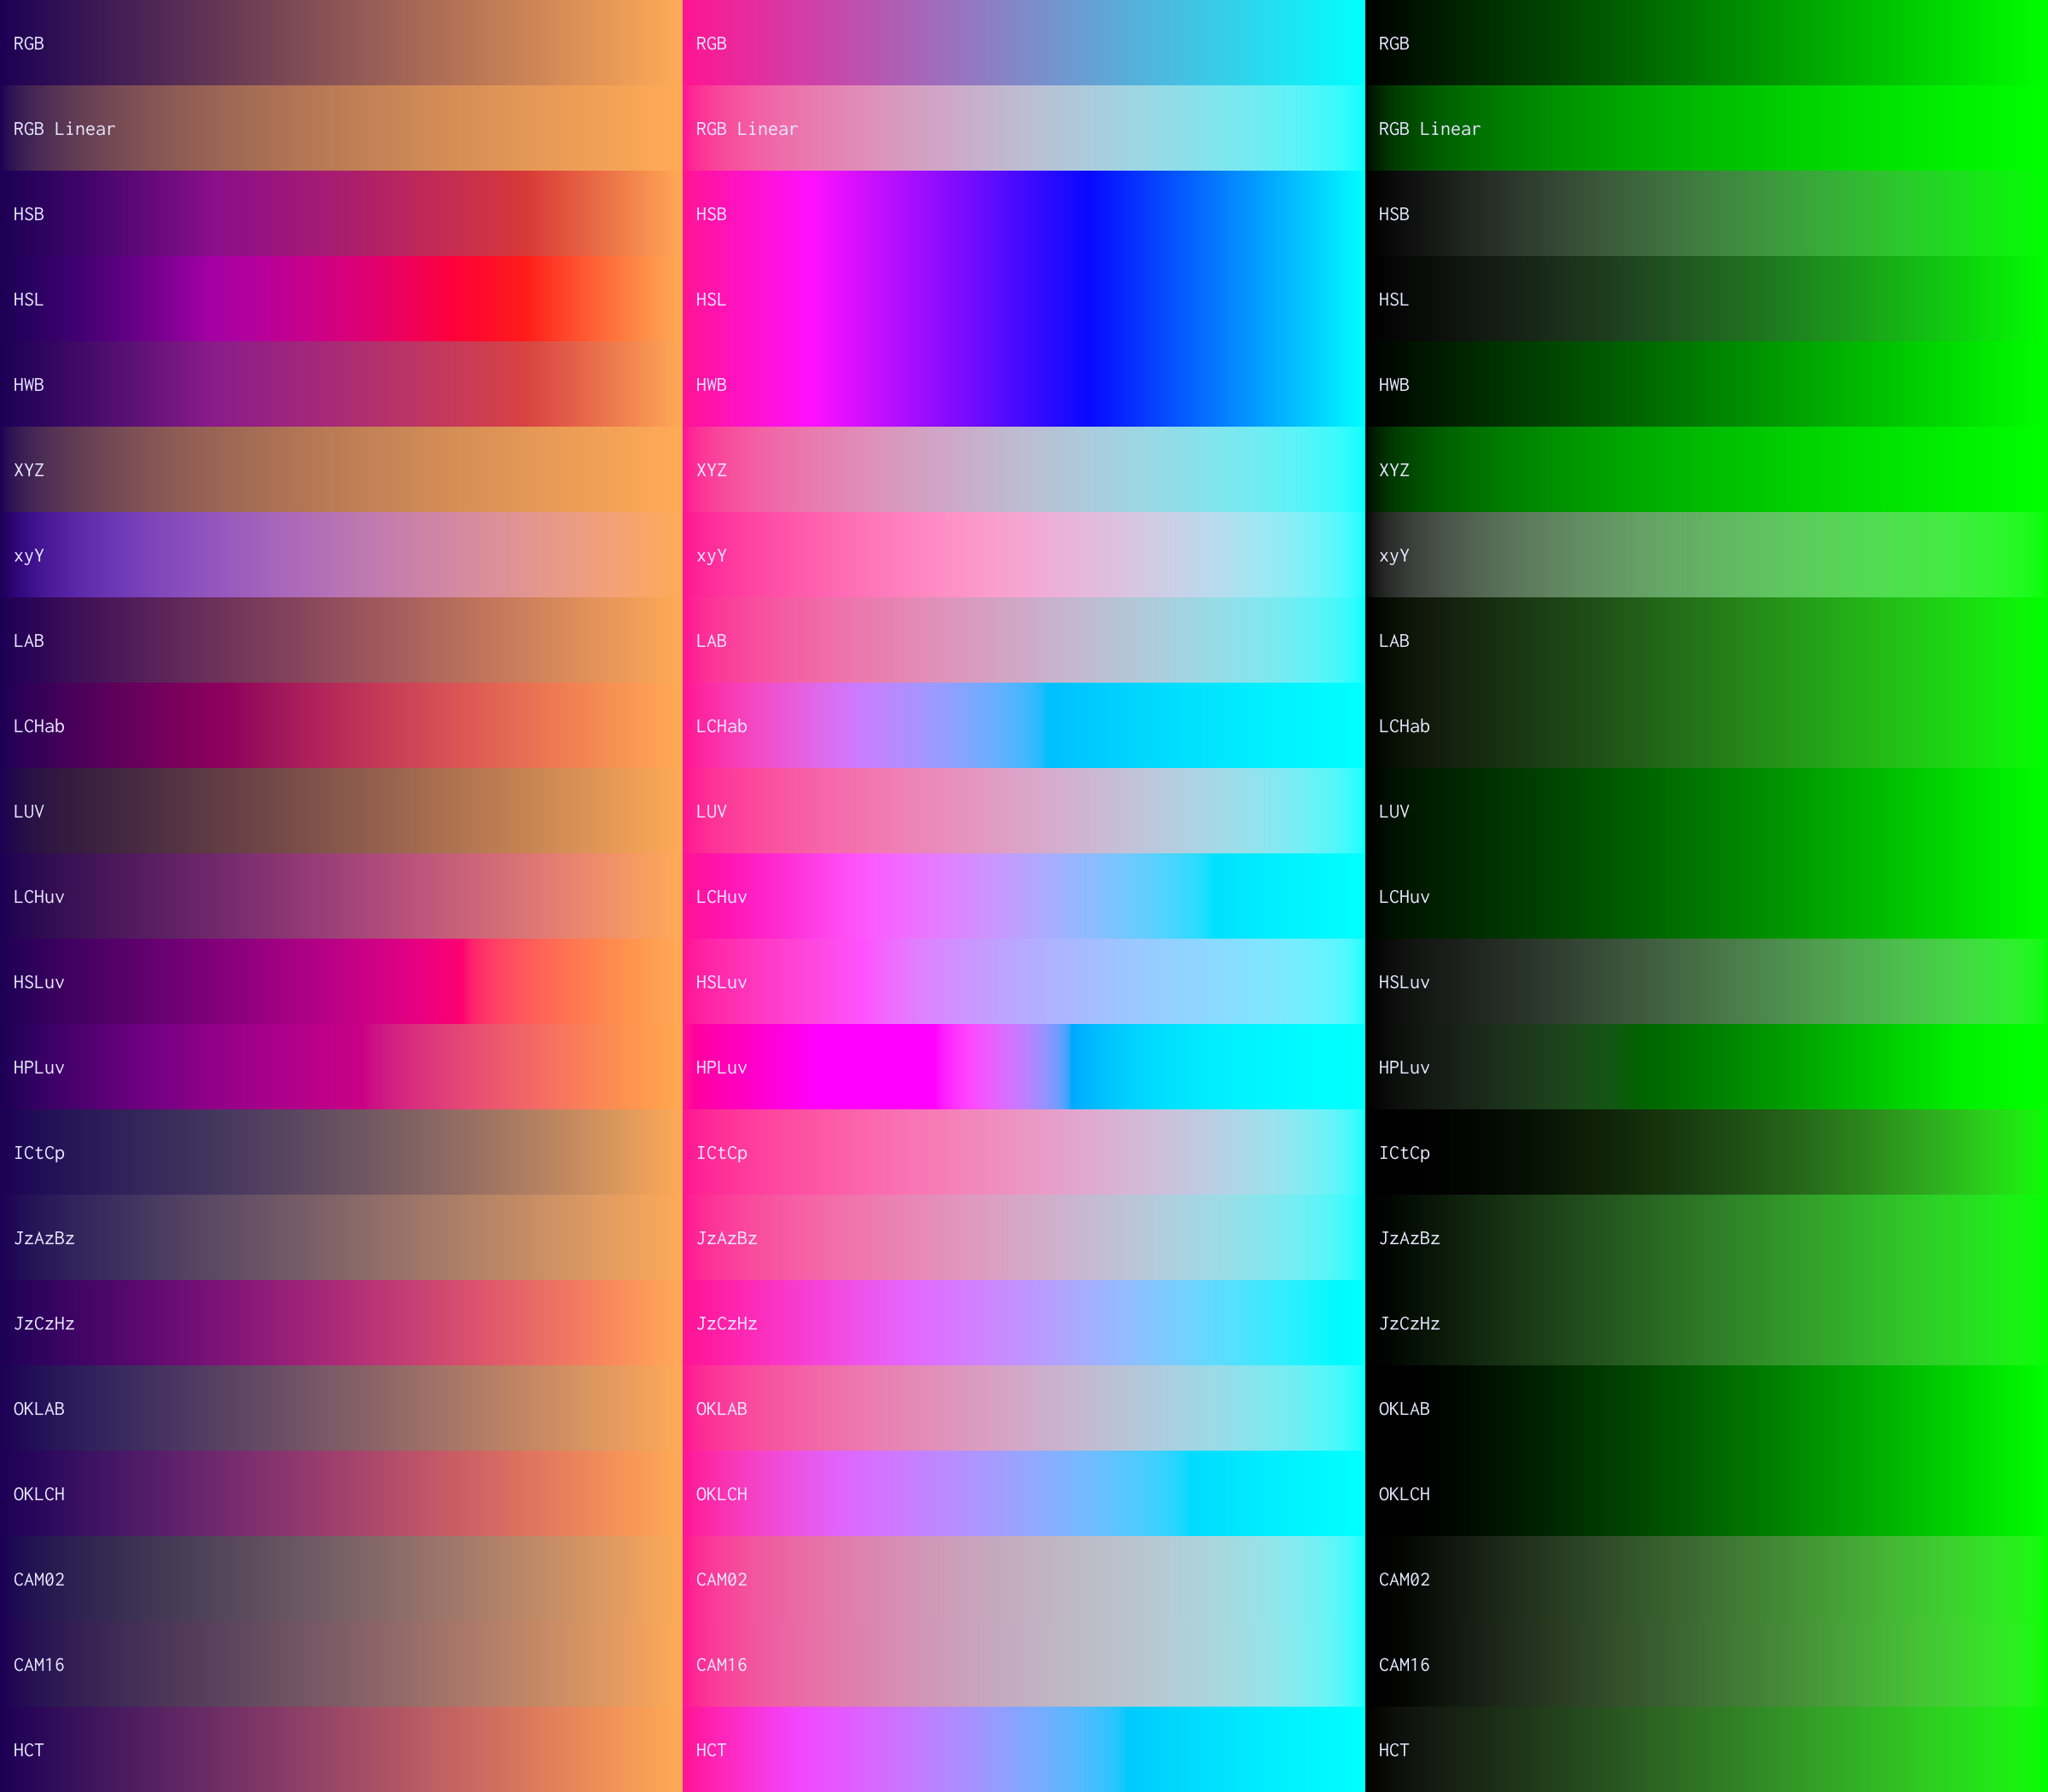 RGB
RGB Linear
HSB
HSL
HWB
XYZ
xyY
LAB
LCHab
LUV
LCHuv
HSLuv
HPLuv
ICtCp
JzAzBz
JzCzHz
OKLAB
OKLCH
CAM02
CAM16
HCT
RGB
RGB Linear
HSB
HSL
HWB
XYZ
xyY
LAB
LCHab
LUV
LCHuv
HSLuv
HPLuv
ICtCp
JzAzBz
JzCzHz
OKLAB
OKLCH
CAM02
CAM16
HCT
RGB
RGB Linear
HSB
HSL
HWB
XYZ
xyY
LAB
LCHab
LUV
LCHuv
HSLuv
HPLuv
ICtCp
JzAzBz
JzCzHz
OKLAB
OKLCH
CAM02
CAM16
HCT